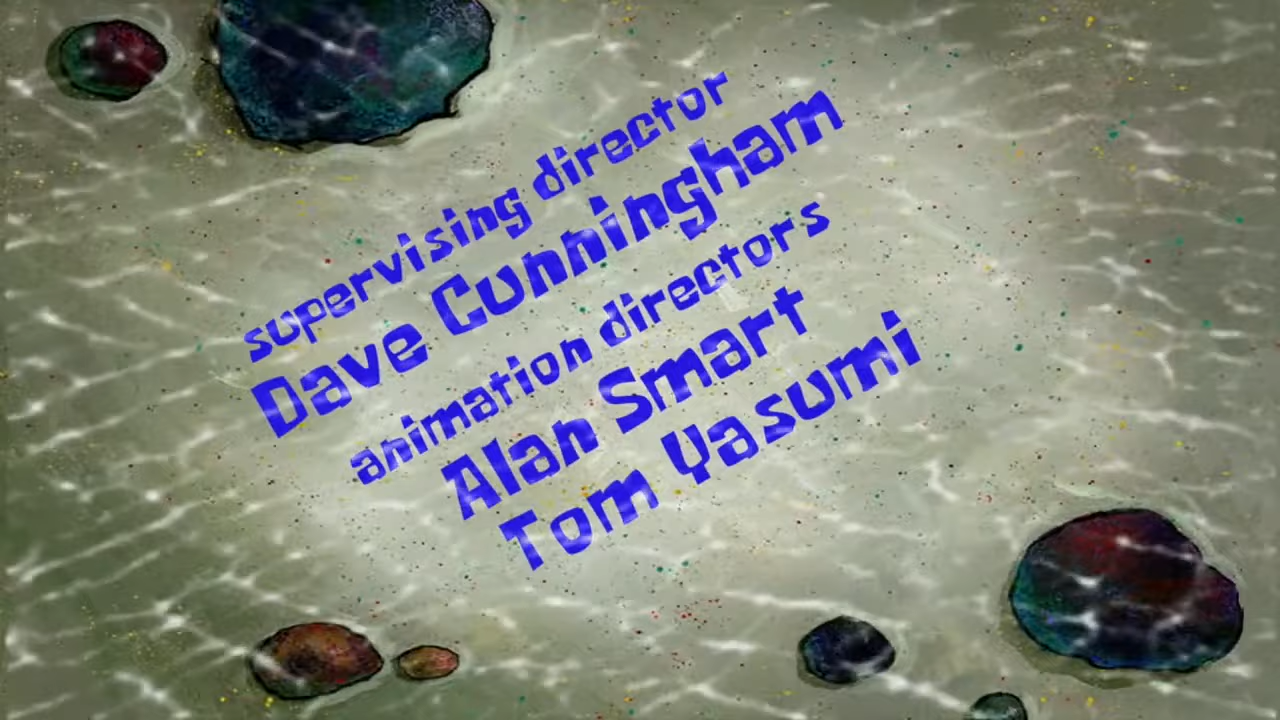 supervising director
Dave Cunningham
animation directors
Alan Smart
Tom Yasumi